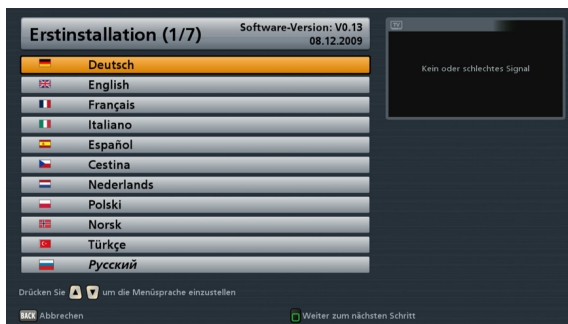 Erstinstallation (1/7)
Software-Version: V0.13
08.12.2009
TV
Kein oder schlechtes Signal
Deutsch
English
Français
Italiano
Español
Cestina
Nederlands
Polski
Norsk
Türkçe
Русский
Drücken Sie um die Menüsprache einzustellen
BACK Abbrechen
Weiter zum nächsten Schritt